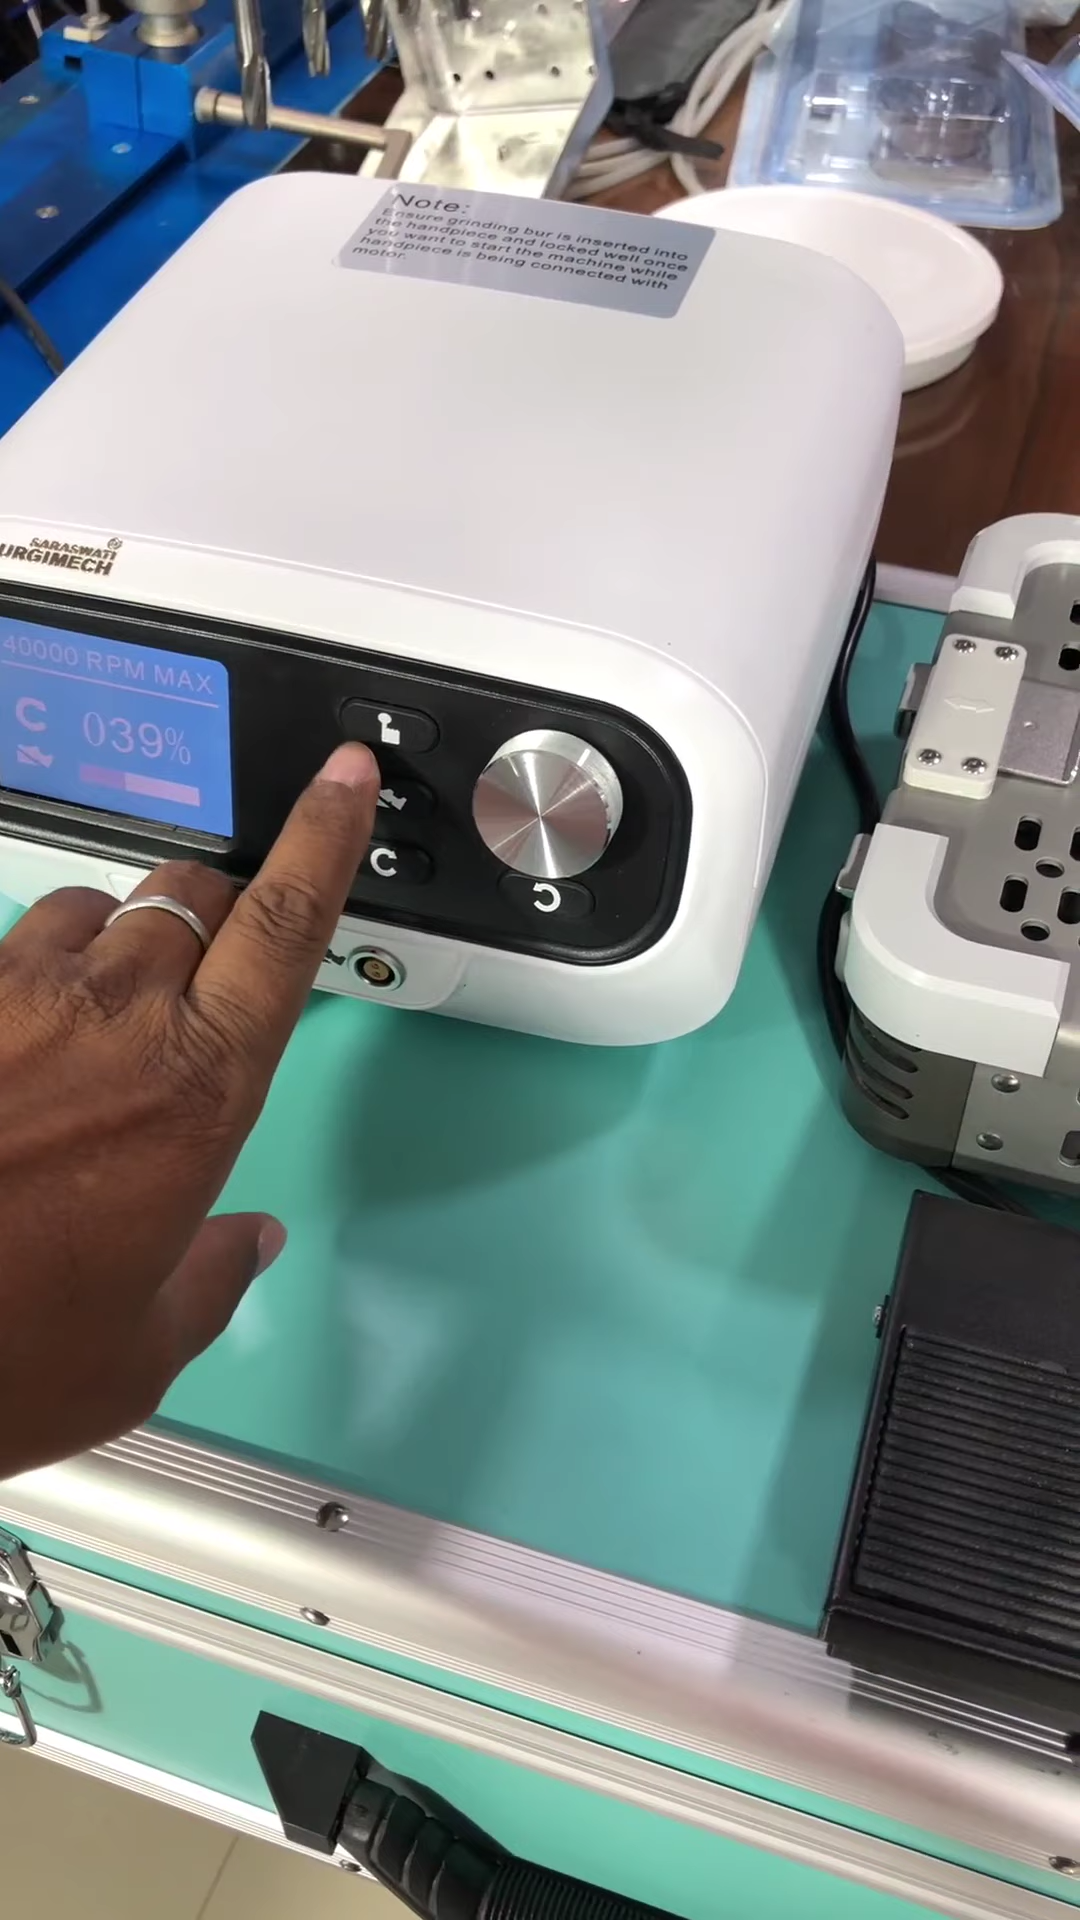 Note:
Ensure grinding bur is inserted into
the handpiece and locked well once
you want to start the machine while
handpiece is being connected with
motor.
SARASWATI
URGIMECH
40000 RPM MAX
C
039%